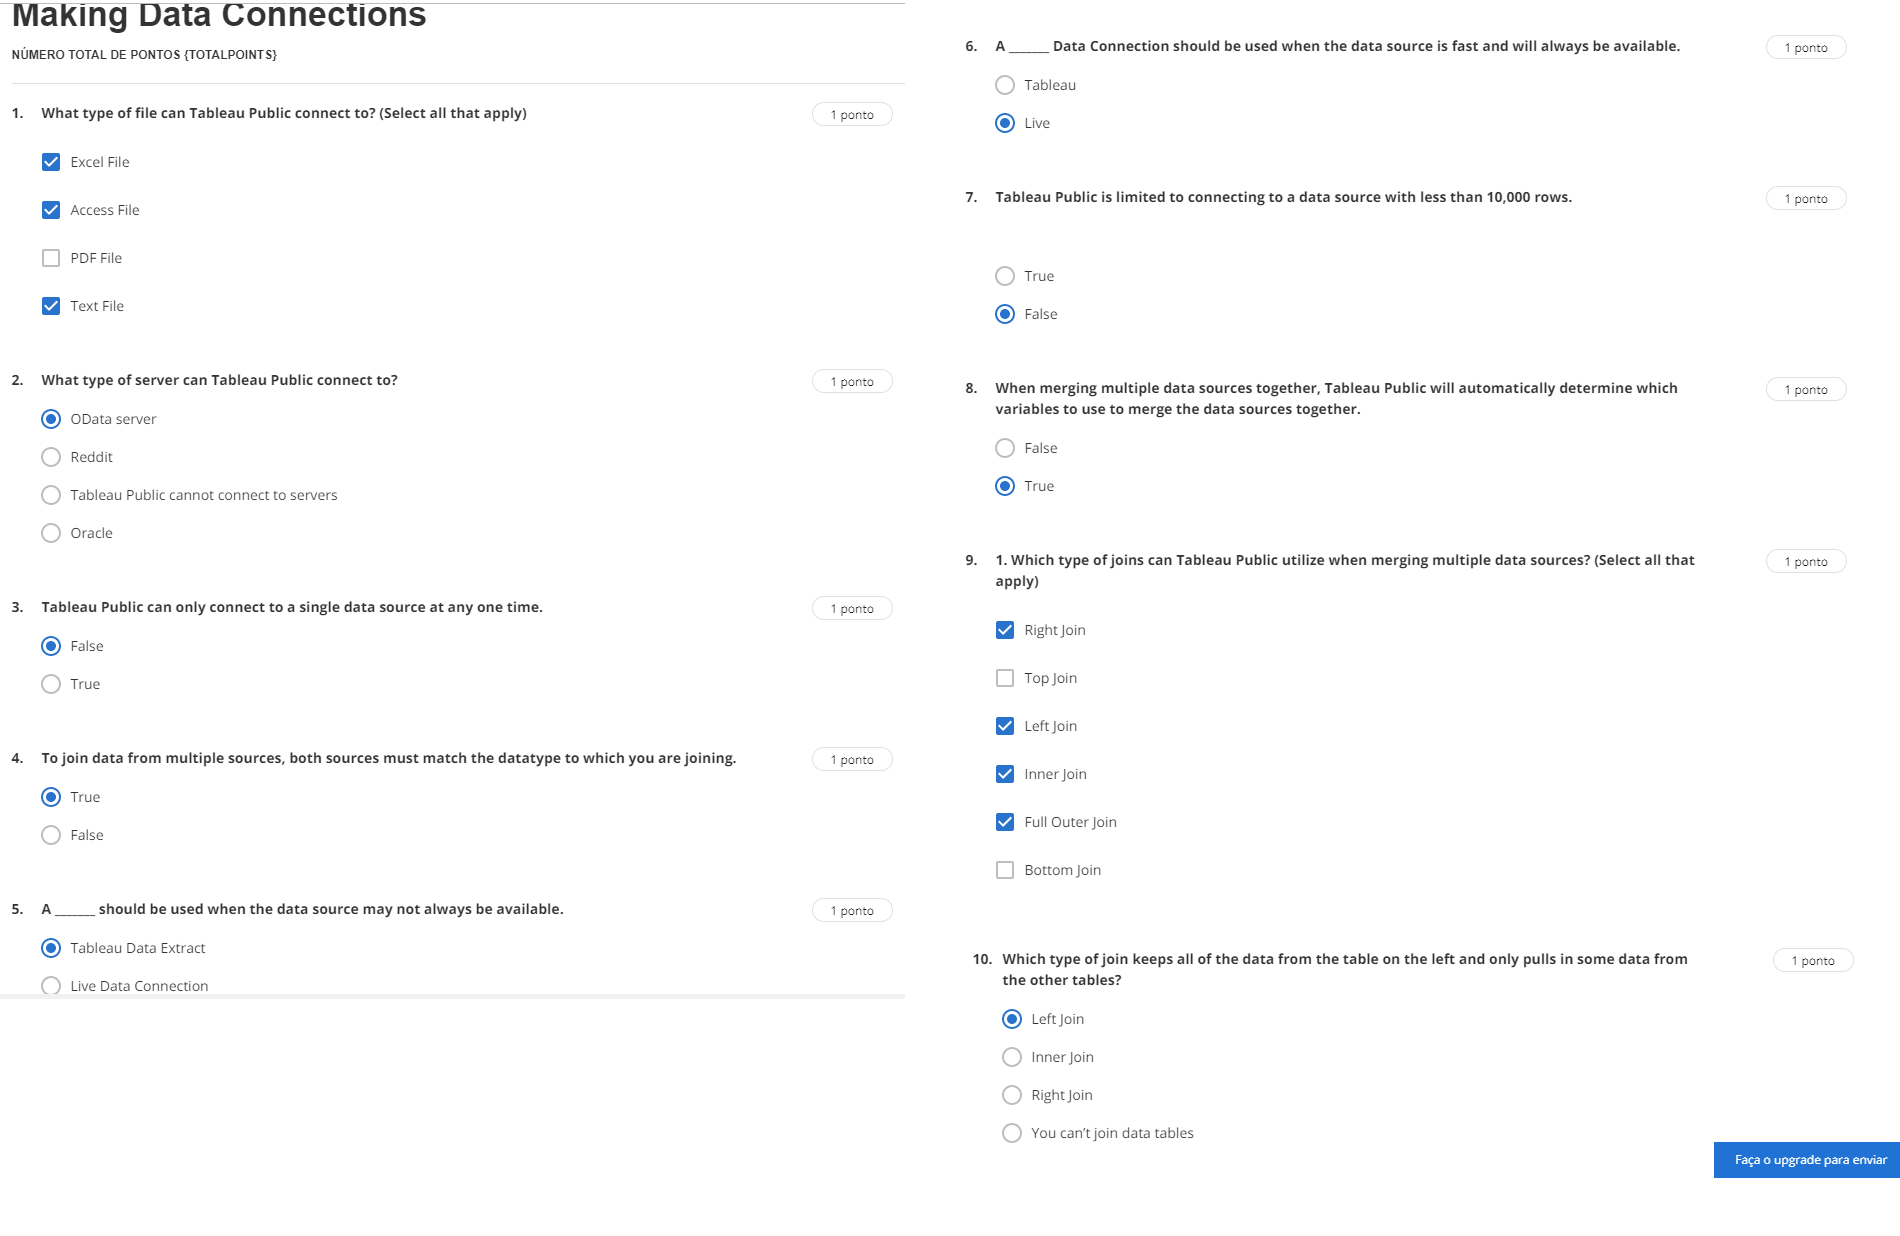 Making Data Connections
NÚMERO TOTAL DE PONTOS {TOTALPOINTS}
1. What type of file can Tableau Public connect to? (Select all that apply)
1 ponto
Excel File
Access File
PDF File
Text File
2. What type of server can Tableau Public connect to?
1 ponto
OData server
Reddit
Tableau Public cannot connect to servers
Oracle
3. Tableau Public can only connect to a single data source at any one time.
1 ponto
False
True
4. To join data from multiple sources, both sources must match the datatype to which you are joining.
1 ponto
True
False
5. A ______ should be used when the data source may not always be available.
1 ponto
Tableau Data Extract
Live Data Connection
6. A ______ Data Connection should be used when the data source is fast and will always be available.
1 ponto
Tableau
Live
7. Tableau Public is limited to connecting to a data source with less than 10,000 rows.
1 ponto
True
False
8. When merging multiple data sources together, Tableau Public will automatically determine which
variables to use to merge the data sources together.
1 ponto
False
True
9. 1. Which type of joins can Tableau Public utilize when merging multiple data sources? (Select all that
apply)
1 ponto
Right Join
Top Join
Left Join
Inner Join
Full Outer Join
Bottom Join
10. Which type of join keeps all of the data from the table on the left and only pulls in some data from
the other tables?
1 ponto
Left Join
Inner Join
Right Join
You can't join data tables
Faça o upgrade para enviar